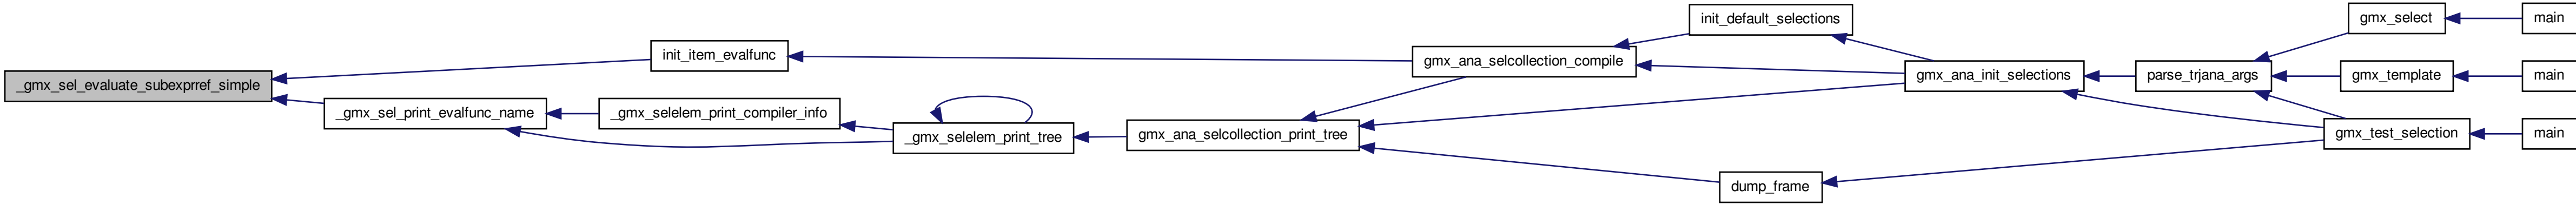 _gmx_sel_evaluate_subexprref_simple
init_item_evalfunc
_gmx_sel_print_evalfunc_name
_gmx_selelem_print_compiler_info
_gmx_selelem_print_tree
gmx_ana_selcollection_print_tree
gmx_ana_selcollection_compile
init_default_selections
dump_frame
gmx_ana_init_selections
parse_trjana_args
gmx_select
gmx_template
gmx_test_selection
main
main
main